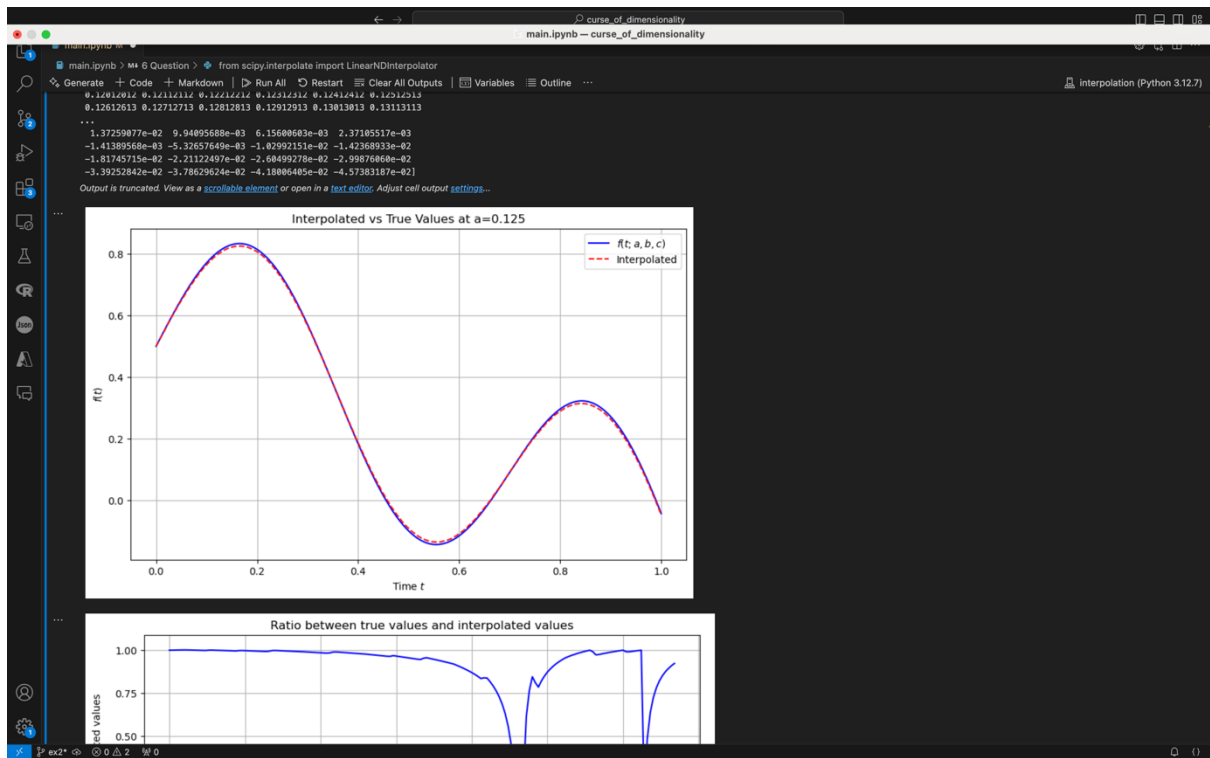 curse_of_dimensionality
main.ipynb — curse_of_dimensionality
main.ipynb M
main.ipynb > M↓ 6 Question > from scipy.interpolate import LinearNDInterpolator
Generate + Code + Markdown | Run All Restart Clear All Outputs | Variables Outline ...
interpolation (Python 3.12.7)
0.12012012 0.12112112 0.12212212 0.12312312 0.12412412 0.12512513
0.12612613 0.12712713 0.12812813 0.12912913 0.13013013 0.13113113
...
1.37259077e-02 9.94095688e-03 6.15600603e-03 2.37105517e-03
-1.41389568e-03 -5.32657649e-03 -1.02992151e-02 -1.42368933e-02
-1.81745715e-02 -2.21122497e-02 -2.60499278e-02 -2.99876060e-02
-3.39252842e-02 -3.78629624e-02 -4.18006405e-02 -4.57383187e-02]
Output is truncated. View as a scrollable element or open in a text editor. Adjust cell output settings...
...
Interpolated vs True Values at a=0.125
f(t; a, b, c)
Interpolated
0.8
0.6
0.4
0.2
0.0
f(t)
0.0 0.2 0.4 0.6 0.8 1.0
Time t
...
Ratio between true values and interpolated values
1.00
0.75
0.50
ted values
1
2
3
R
Json
1
ex2* 0 2 0